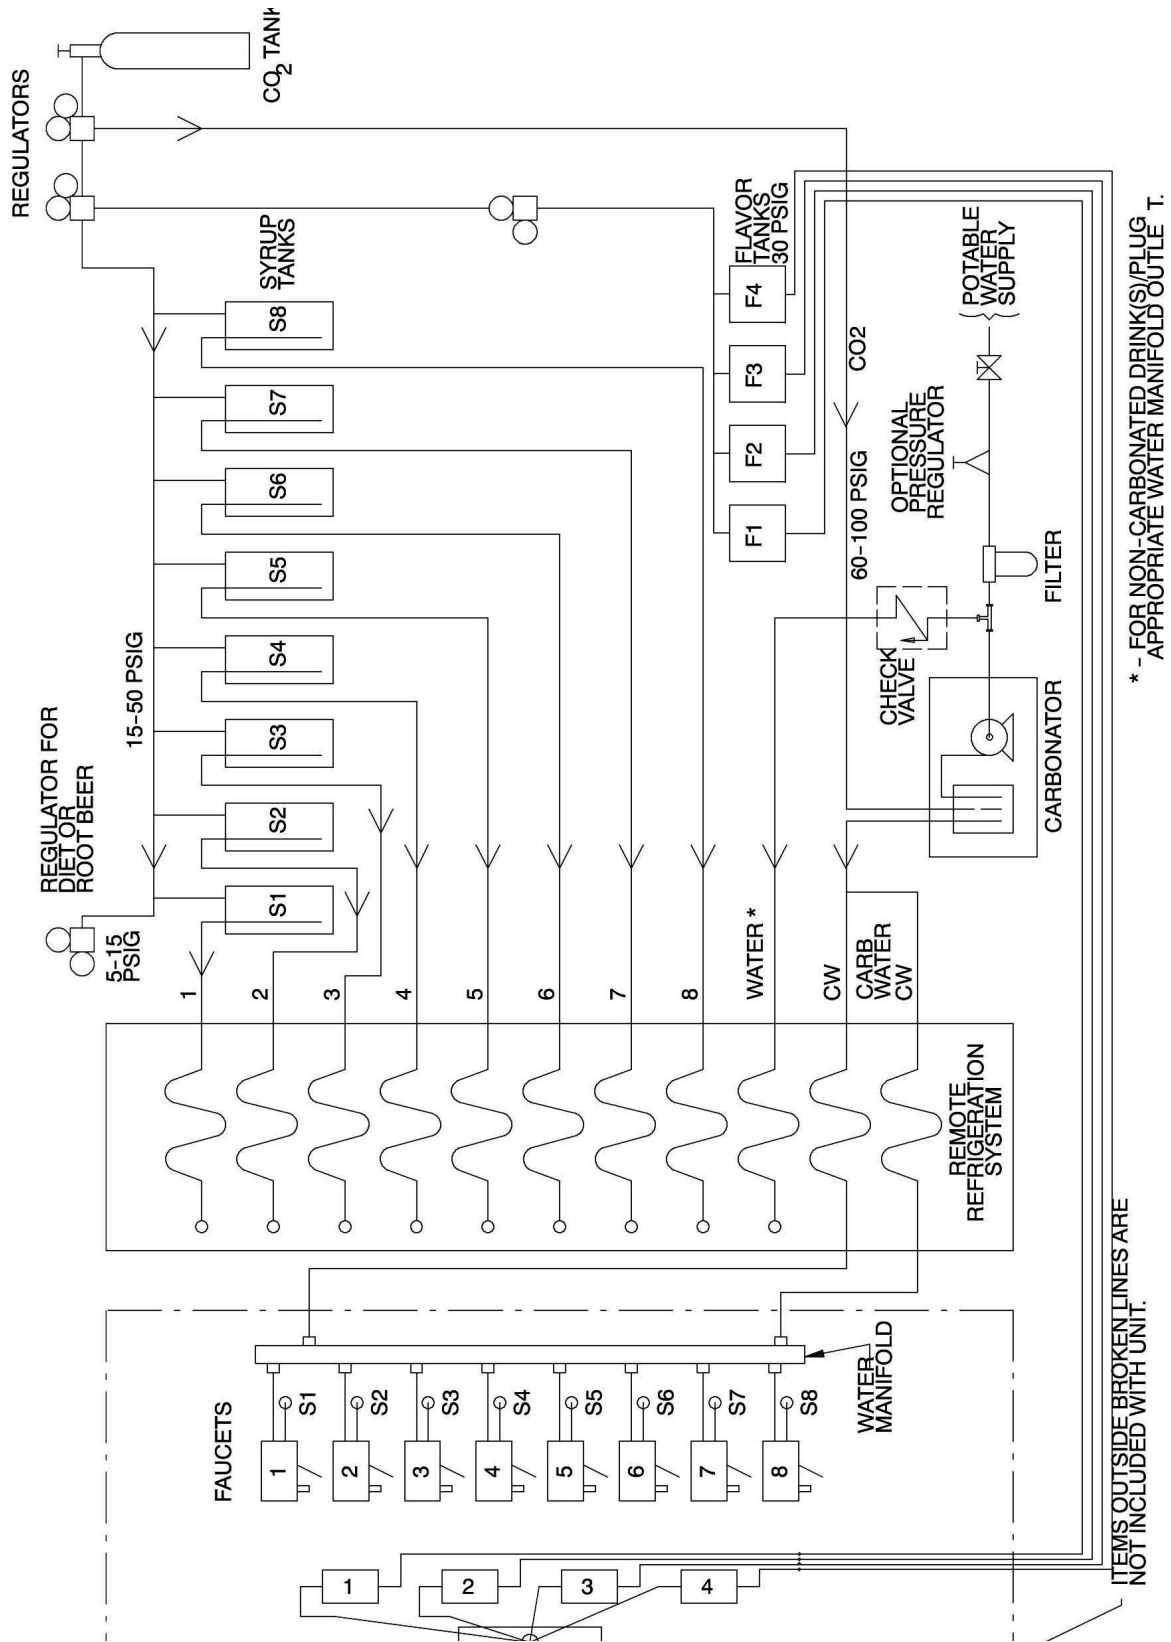 REGULATORS
REGULATOR FOR
DIET OR
ROOT BEER
5-15
PSIG
15-50 PSIG
CO2 TANK
SYRUP
TANKS
S1
S2
S3
S4
S5
S6
S7
S8
1
2
3
4
5
6
7
8
WATER *
CW
CARB
WATER
CW
FLAVOR
TANKS
30 PSIG
F1
F2
F3
F4
60-100 PSIG
CO2
CHECK
VALVE
OPTIONAL
PRESSURE
REGULATOR
POTABLE
WATER
SUPPLY
CARBONATOR
FILTER
REMOTE
REFRIGERATION
SYSTEM
FAUCETS
1
2
3
4
5
6
7
8
S1
S2
S3
S4
S5
S6
S7
S8
WATER
MANIFOLD
1
2
3
4
ITEMS OUTSIDE BROKEN LINES ARE
NOT INCLUDED WITH UNIT.
* - FOR NON-CARBONATED DRINK(S)/PLUG
APPROPRIATE WATER MANIFOLD OUTLE T.